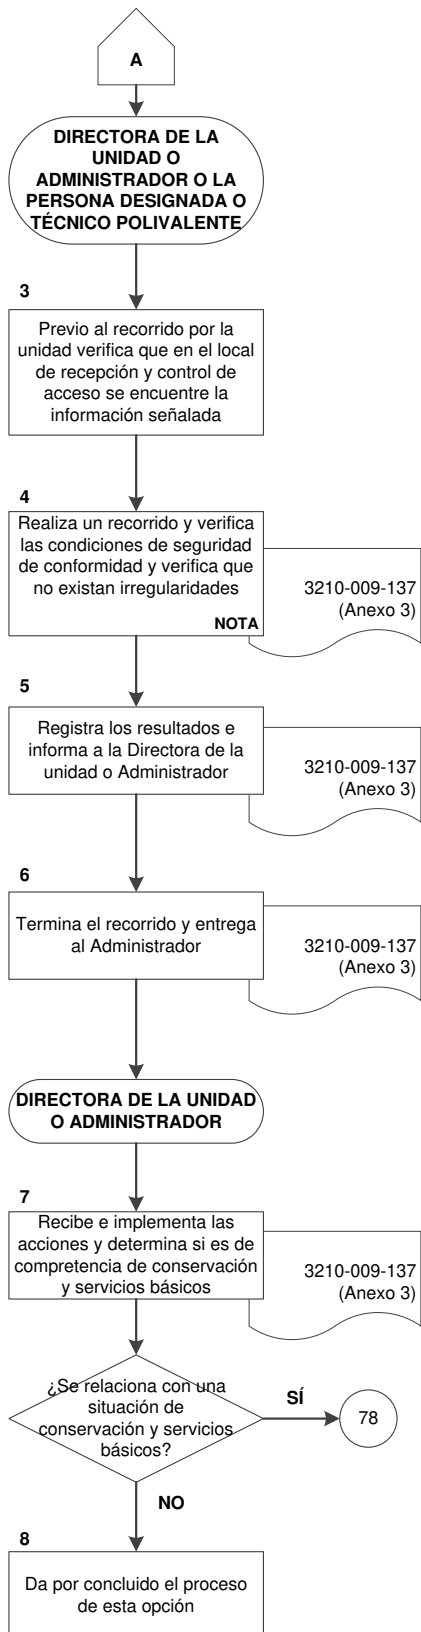 A
DIRECTORA DE LA
UNIDAD O
ADMINISTRADOR O LA
PERSONA DESIGNADA O
TÉCNICO POLIVALENTE
3
Previo al recorrido por la
unidad verifica que en el local
de recepción y control de
acceso se encuentre la
información señalada
4
Realiza un recorrido y verifica
las condiciones de seguridad
de conformidad y verifica que
no existan irregularidades
NOTA
3210-009-137
(Anexo 3)
5
Registra los resultados e
informa a la Directora de la
unidad o Administrador
3210-009-137
(Anexo 3)
6
Termina el recorrido y entrega
al Administrador
3210-009-137
(Anexo 3)
DIRECTORA DE LA UNIDAD
O ADMINISTRADOR
7
Recibe e implementa las
acciones y determina si es de
competencia de conservación
y servicios básicos
3210-009-137
(Anexo 3)
¿Se relaciona con una
situación de
conservación y servicios
básicos?
SÍ
78
NO
8
Da por concluido el proceso
de esta opción